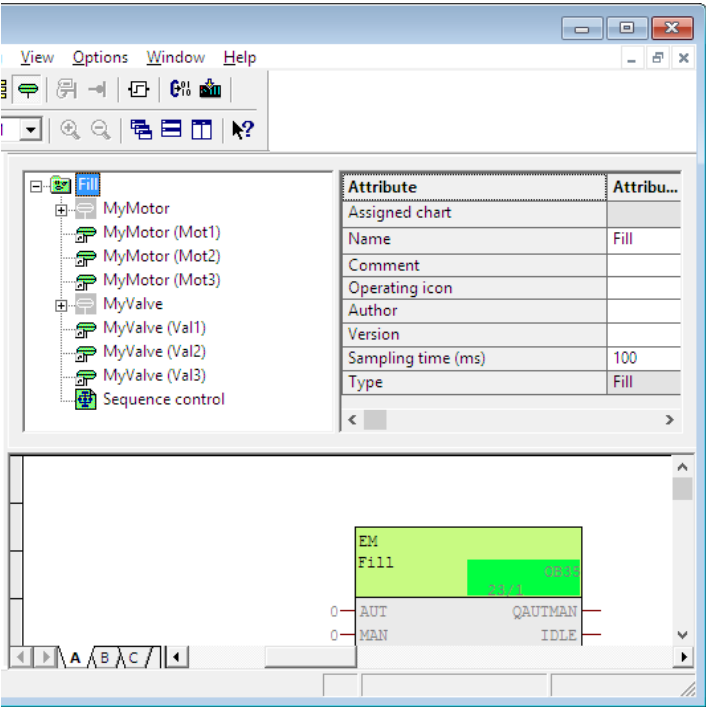 View Options Window Help
Fill
MyMotor
MyMotor (Mot1)
MyMotor (Mot2)
MyMotor (Mot3)
MyValve
MyValve (Val1)
MyValve (Val2)
MyValve (Val3)
Sequence control
Attribute Attribu...
Assigned chart
Name Fill
Comment
Operating icon
Author
Version
Sampling time (ms) 100
Type Fill
EM
Fill
OB35
23/1
0 AUT QAUTMAN
0 MAN IDLE
A B C